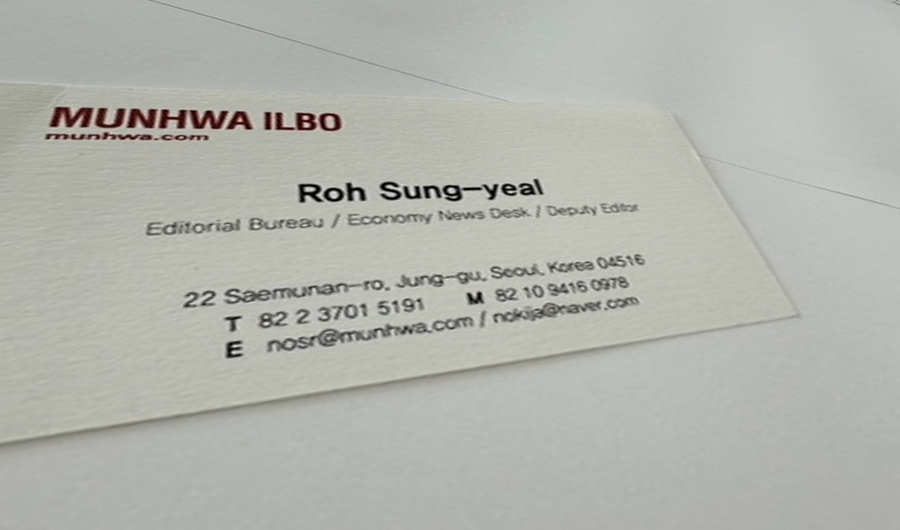 MUNHWA ILBO
munhwa.com
Roh Sung-yeal
Editorial Bureau / Economy News Desk / Deputy Editor
22 Saemunan-ro, Jung-gu, Seoul, Korea 04516
T 82 2 3701 5191 M 82 10 9416 0978
E nosr@munhwa.com / nokija@naver.com